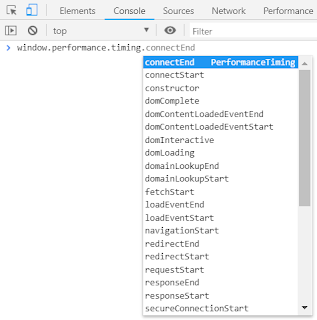 Elements Console Sources Network Performance
top Filter
window.performance.timing.connectEnd
connectEnd PerformanceTiming
connectStart
constructor
domComplete
domContentLoadedEventEnd
domContentLoadedEventStart
domInteractive
domLoading
domainLookupEnd
domainLookupStart
fetchStart
loadEventEnd
loadEventStart
navigationStart
redirectEnd
redirectStart
requestStart
responseEnd
responseStart
secureConnectionStart